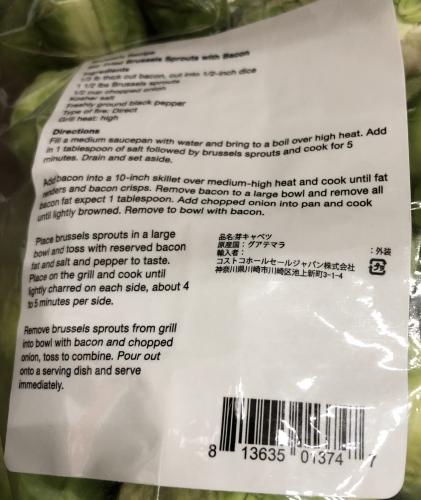 Brussels Sprouts with Bacon
Ingredients
1/3 lb thick cut bacon, cut into 1/2-inch dice
1 1/2 lbs Brussels sprouts
1/2 cup chopped onion
Kosher salt
Freshly ground black pepper
Type of fire: Direct
Grill heat: high
Directions
Fill a medium saucepan with water and bring to a boil over high heat. Add
in 1 tablespoon of salt followed by brussels sprouts and cook for 5
minutes. Drain and set aside.
Add bacon into a 10-inch skillet over medium-high heat and cook until fat
renders and bacon crisps. Remove bacon to a large bowl and remove all
bacon fat expect 1 tablespoon. Add chopped onion into pan and cook
until lightly browned. Remove to bowl with bacon.
Place brussels sprouts in a large
bowl and toss with reserved bacon
fat and salt and pepper to taste.
Place on the grill and cook until
lightly charred on each side, about 4
to 5 minutes per side.
Remove brussels sprouts from grill
into bowl with bacon and chopped
onion, toss to combine. Pour out
onto a serving dish and serve
immediately.
品名:芽キャベツ
原産国:グアテマラ
輸入者:
コストコホールセールジャパン株式会社
神奈川県川崎市川崎区池上新町3-1-4
:外装
プラ
8 13635 01374 7